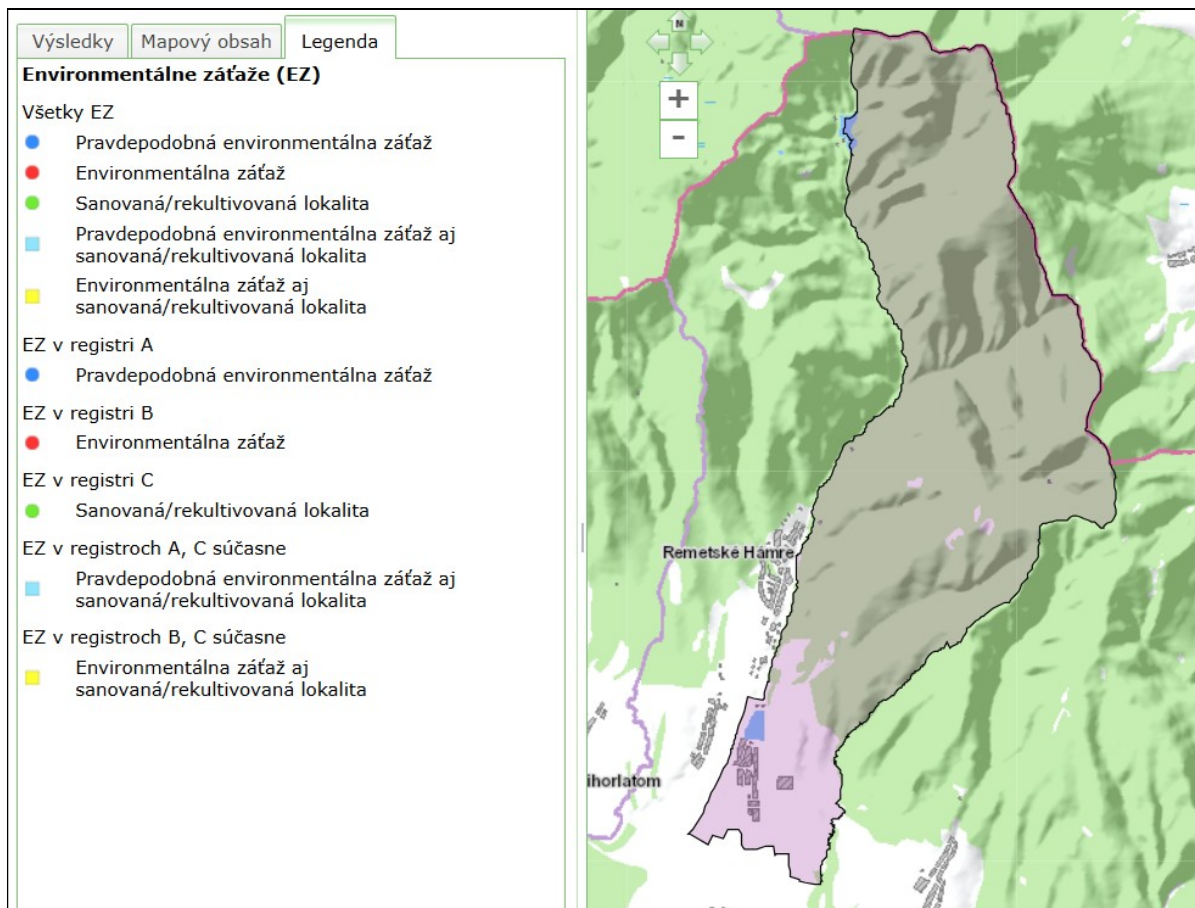 Výsledky
Mapový obsah
Legenda
Environmentálne záťaže (EZ)
Všetky EZ
Pravdepodobná environmentálna záťaž
Environmentálna záťaž
Sanovaná/rekultivovaná lokalita
Pravdepodobná environmentálna záťaž aj
sanovaná/rekultivovaná lokalita
Environmentálna záťaž aj
sanovaná/rekultivovaná lokalita
EZ v registri A
Pravdepodobná environmentálna záťaž
EZ v registri B
Environmentálna záťaž
EZ v registri C
Sanovaná/rekultivovaná lokalita
EZ v registroch A, C súčasne
Pravdepodobná environmentálna záťaž aj
sanovaná/rekultivovaná lokalita
EZ v registroch B, C súčasne
Environmentálna záťaž aj
sanovaná/rekultivovaná lokalita
N
+
-
Remetské Hámre
ihorlatom